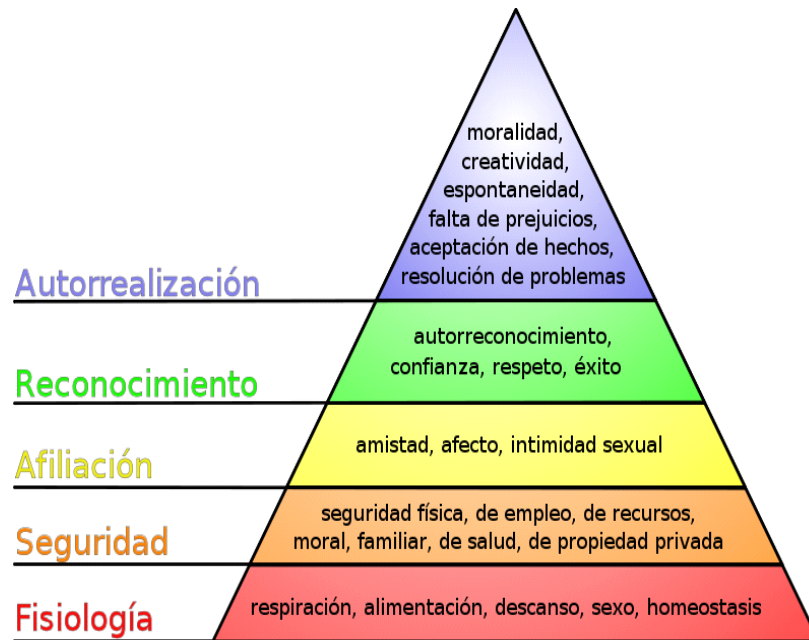 moralidad,
creatividad,
espontaneidad,
falta de prejuicios,
aceptación de hechos,
resolución de problemas
Autorrealización
autorreconocimiento,
confianza, respeto, éxito
Reconocimiento
amistad, afecto, intimidad sexual
Afiliación
seguridad física, de empleo, de recursos,
moral, familiar, de salud, de propiedad privada
Seguridad
respiración, alimentación, descanso, sexo, homeostasis
Fisiología